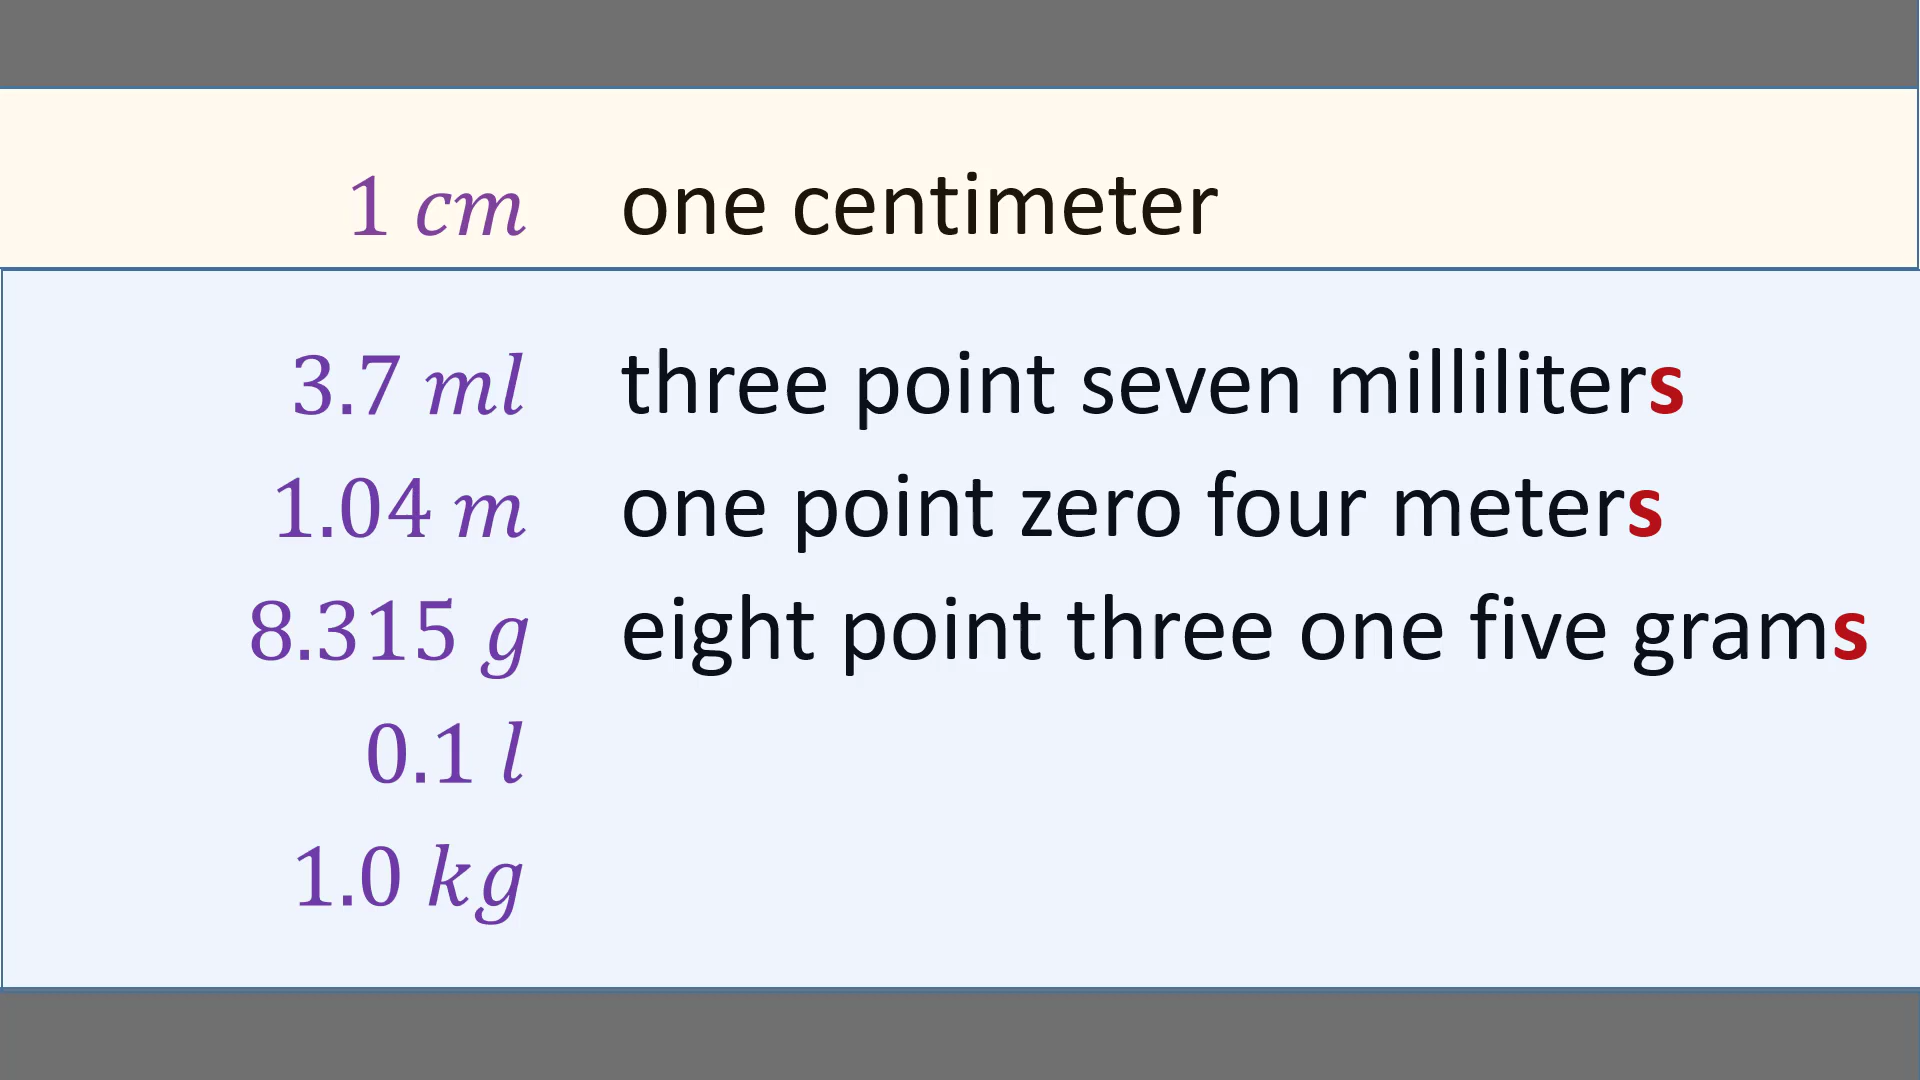 1 cm one centimeter
3.7 ml three point seven milliliters
1.04 m one point zero four meters
8.315 g eight point three one five grams
0.1 l
1.0 kg